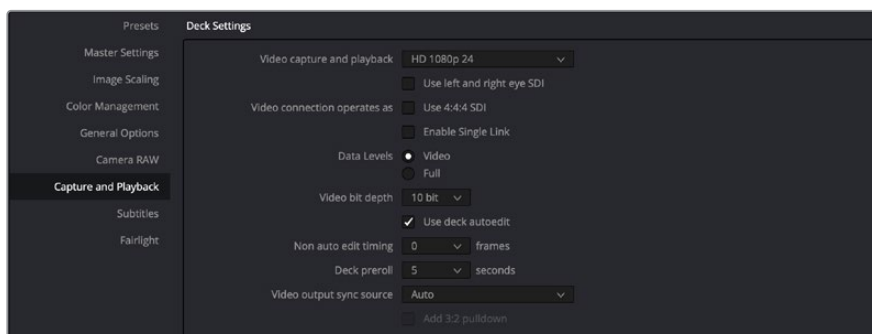 Presets
Master Settings
Image Scaling
Color Management
General Options
Camera RAW
Capture and Playback
Subtitles
Fairlight
Deck Settings
Video capture and playback HD 1080p 24
Use left and right eye SDI
Video connection operates as Use 4:4:4 SDI
Enable Single Link
Data Levels Video
Full
Video bit depth 10 bit
Use deck autoedit
Non auto edit timing 0 frames
Deck preroll 5 seconds
Video output sync source Auto
Add 3:2 pulldown